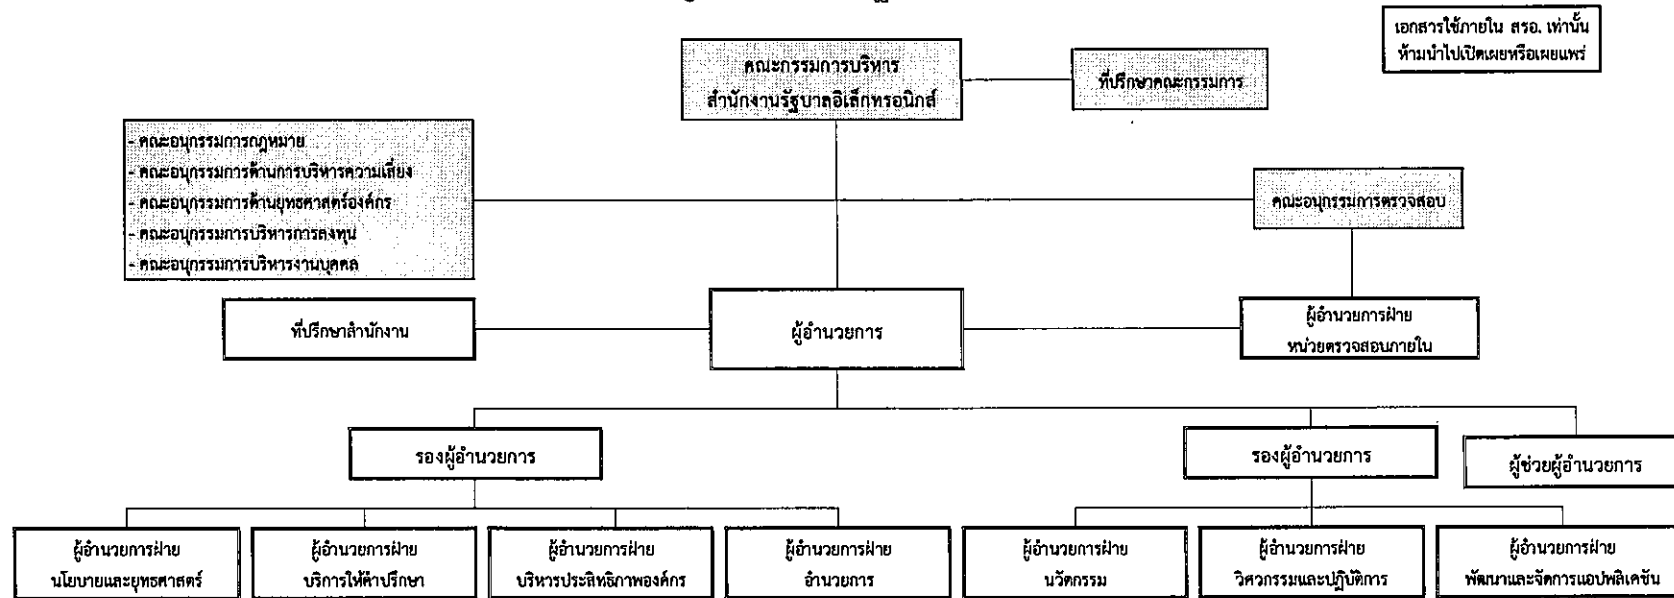 เอกสารใช้ภายใน สรอ. เท่านั้น
ห้ามนำไปเปิดเผยหรือเผยแพร่
คณะกรรมการบริหาร
สำนักงานรัฐบาลอิเล็กทรอนิกส์
ที่ปรึกษาคณะกรรมการ
- คณะอนุกรรมการกฎหมาย
- คณะอนุกรรมการด้านการบริหารความเสี่ยง
- คณะอนุกรรมการด้านยุทธศาสตร์องค์กร
- คณะอนุกรรมการบริหารการลงทุน
- คณะอนุกรรมการบริหารงานบุคคล
คณะอนุกรรมการตรวจสอบ
ที่ปรึกษาสำนักงาน
ผู้อำนวยการ
ผู้อำนวยการฝ่าย
หน่วยตรวจสอบภายใน
รองผู้อำนวยการ
รองผู้อำนวยการ
ผู้ช่วยผู้อำนวยการ
ผู้อำนวยการฝ่าย
นโยบายและยุทธศาสตร์
ผู้อำนวยการฝ่าย
บริการให้คำปรึกษา
ผู้อำนวยการฝ่าย
บริหารประสิทธิภาพองค์กร
ผู้อำนวยการฝ่าย
อำนวยการ
ผู้อำนวยการฝ่าย
นวัตกรรม
ผู้อำนวยการฝ่าย
วิศวกรรมและปฏิบัติการ
ผู้อำนวยการฝ่าย
พัฒนาและจัดการแอปพลิเคชัน